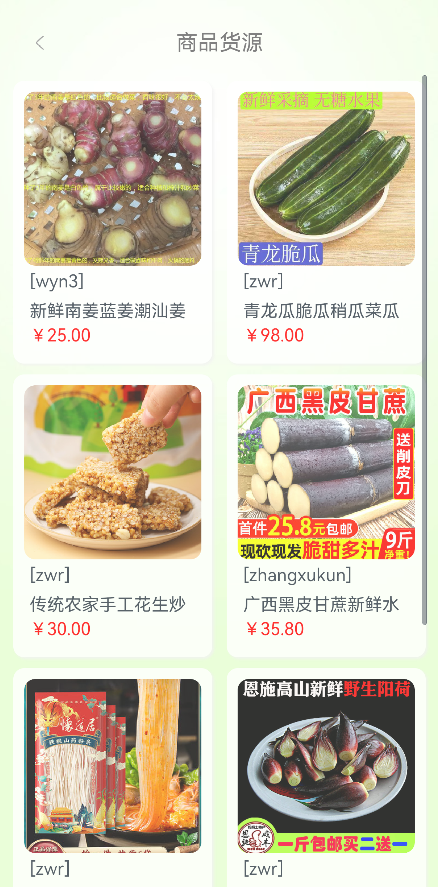 商品货源
新鲜采摘 无糖水果
青龙脆瓜
[wyn3]
新鲜南姜蓝姜潮汕姜
￥25.00
[zwr]
青龙瓜脆瓜稍瓜菜瓜
￥98.00
广西黑皮甘蔗
送削皮刀
首件25.8元包邮
现砍现发脆甜多汁
9斤
净重!
[zwr]
传统农家手工花生炒
￥30.00
[zhangxukun]
广西黑皮甘蔗新鲜水
￥35.80
恩施高山新鲜野生阳荷
一斤包邮买二送一
[zwr]
[zwr]